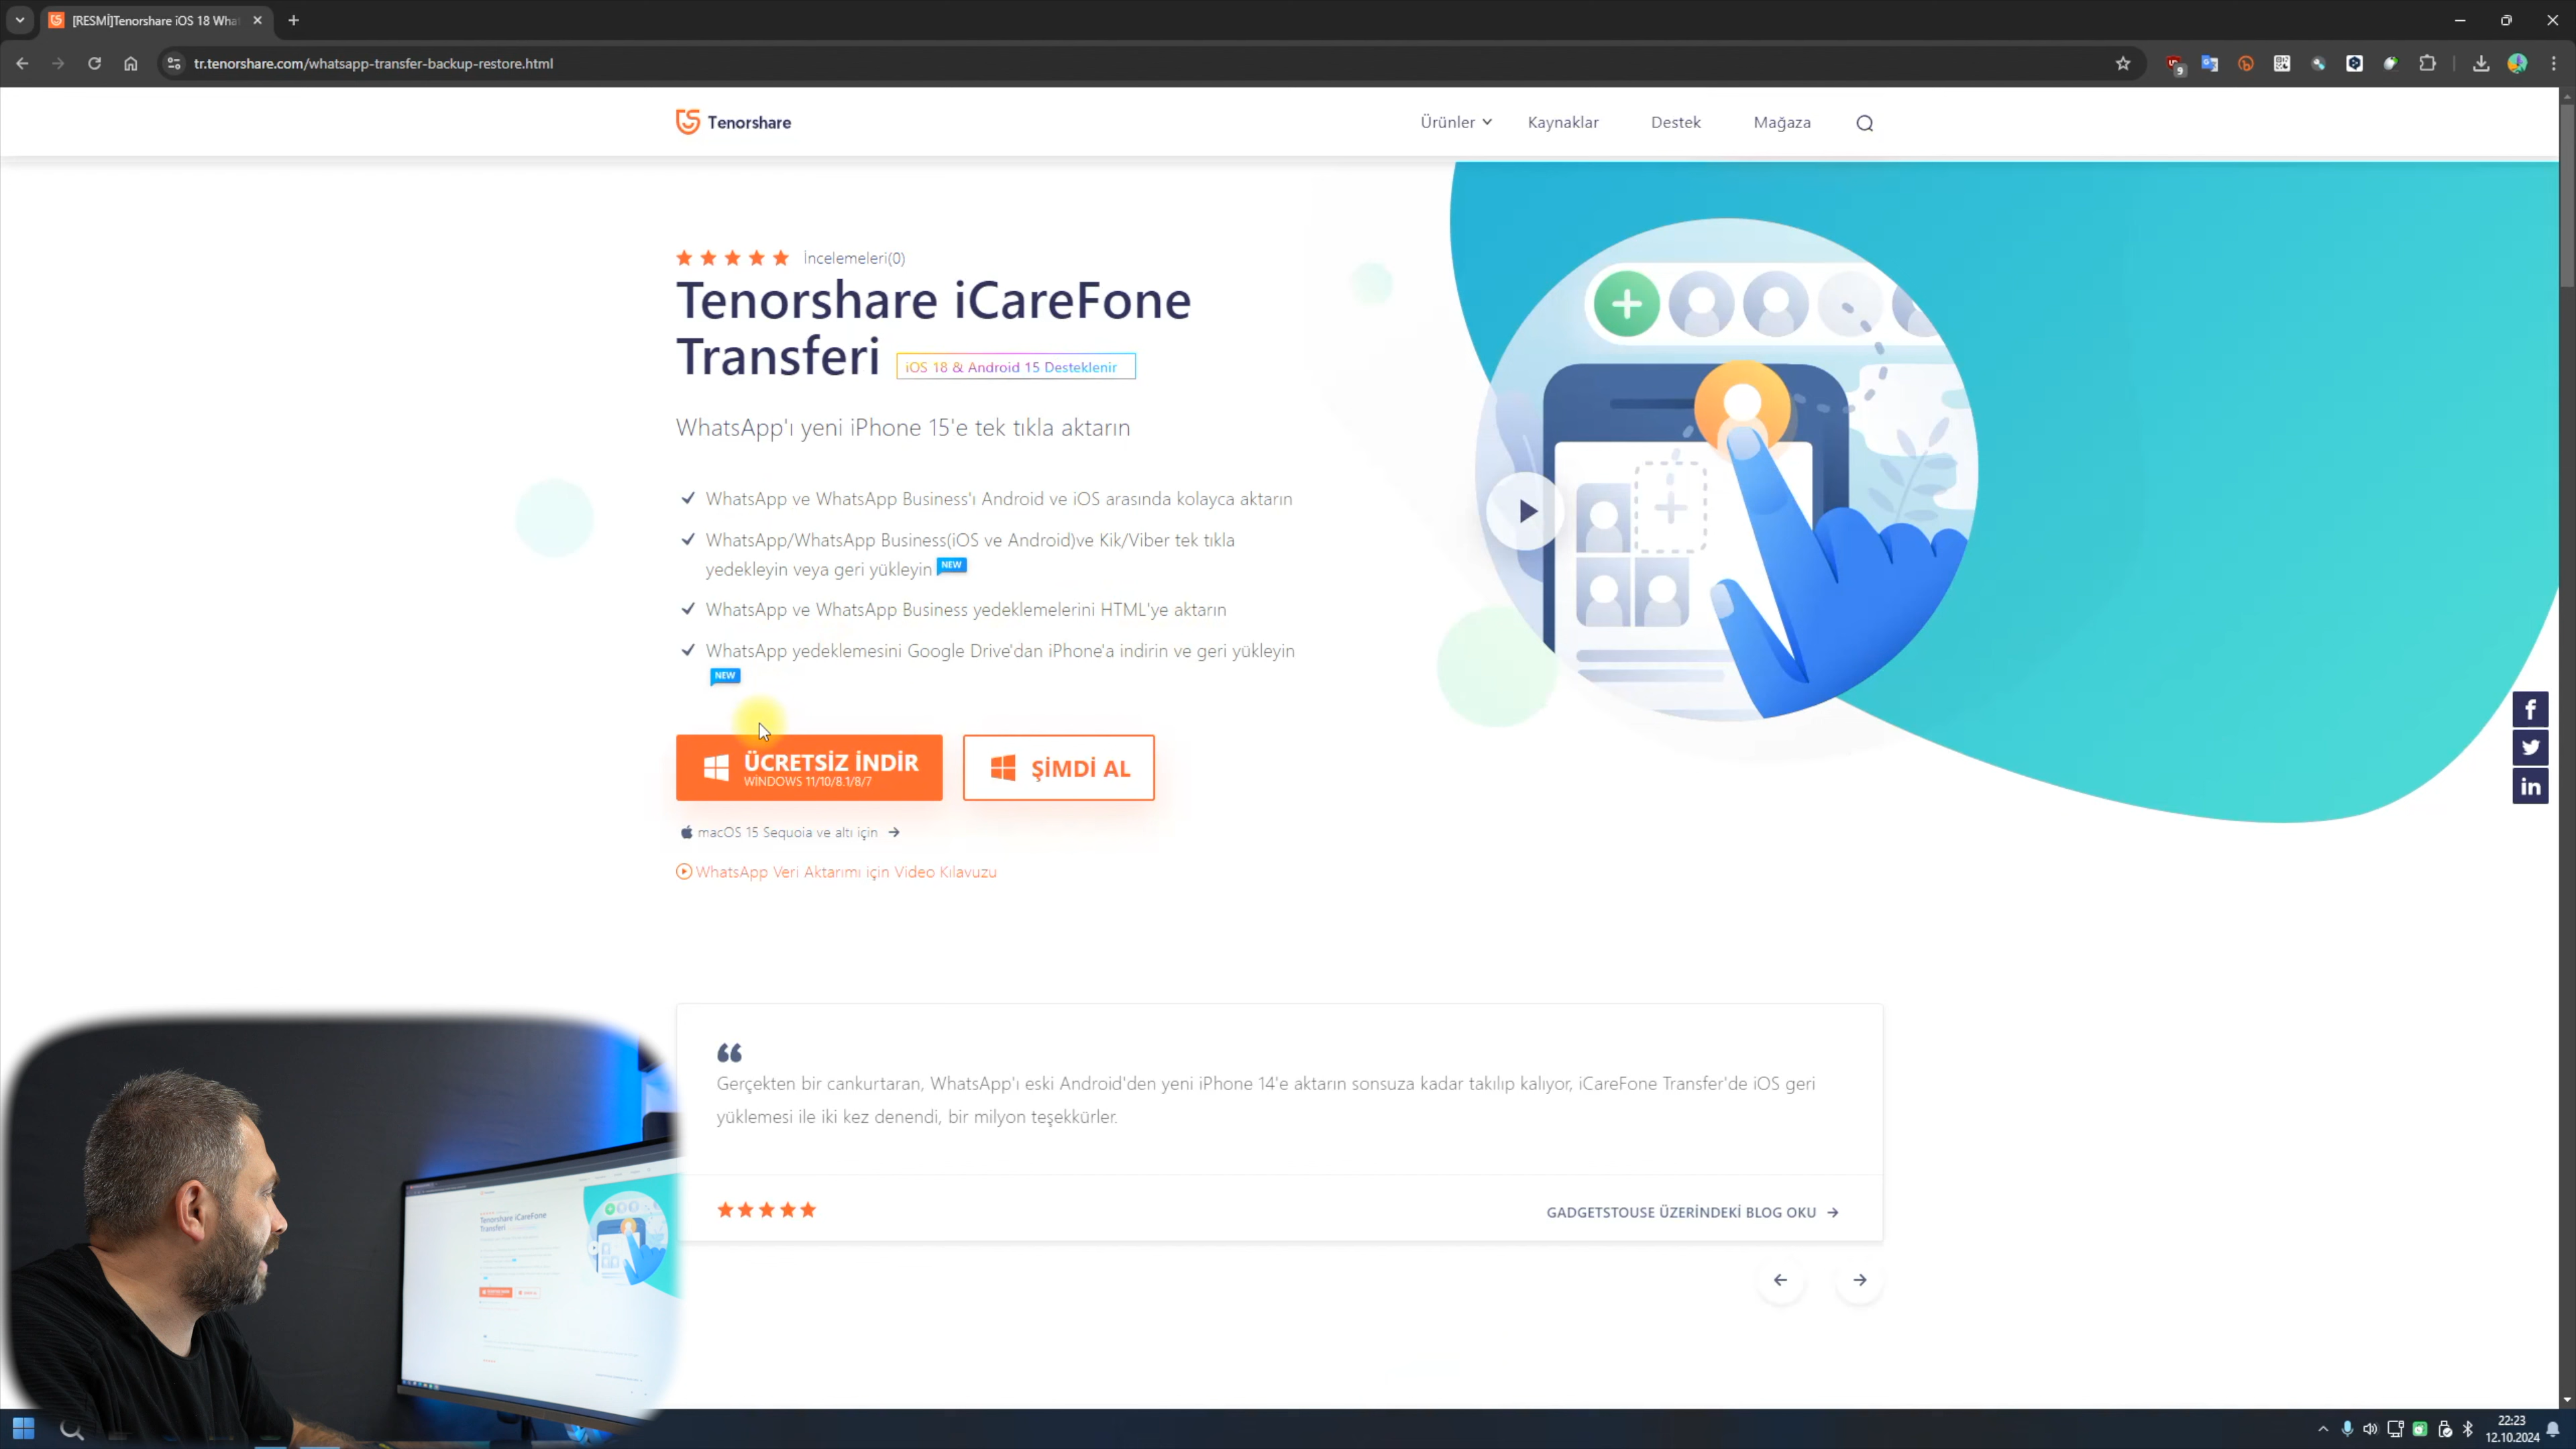 [RESMİ]Tenorshare iOS 18 Wha
tr.tenorshare.com/whatsapp-transfer-backup-restore.html
9
Tenorshare
Ürünler
Kaynaklar
Destek
Mağaza
İncelemeleri(0)
Tenorshare iCareFone
Transferi
iOS 18 & Android 15 Desteklenir
WhatsApp'ı yeni iPhone 15'e tek tıkla aktarın
WhatsApp ve WhatsApp Business'ı Android ve iOS arasında kolayca aktarın
WhatsApp/WhatsApp Business(iOS ve Android)ve Kik/Viber tek tıkla
yedekleyin veya geri yükleyin NEW
WhatsApp ve WhatsApp Business yedeklemelerini HTML'ye aktarın
WhatsApp yedeklemesini Google Drive'dan iPhone'a indirin ve geri yükleyin
NEW
ÜCRETSİZ İNDİR
WINDOWS 11/10/8.1/8/7
ŞİMDİ AL
macOS 15 Sequoia ve altı için
WhatsApp Veri Aktarımı için Video Kılavuzu
Gerçekten bir cankurtaran, WhatsApp'ı eski Android'den yeni iPhone 14'e aktarın sonsuza kadar takılıp kalıyor, iCareFone Transfer'de iOS geri
yüklemesi ile iki kez denendi, bir milyon teşekkürler.
GADGETSTOUSE ÜZERİNDEKİ BLOG OKU
Tenorshare iCareFone
Transferi
22:23
12.10.2024